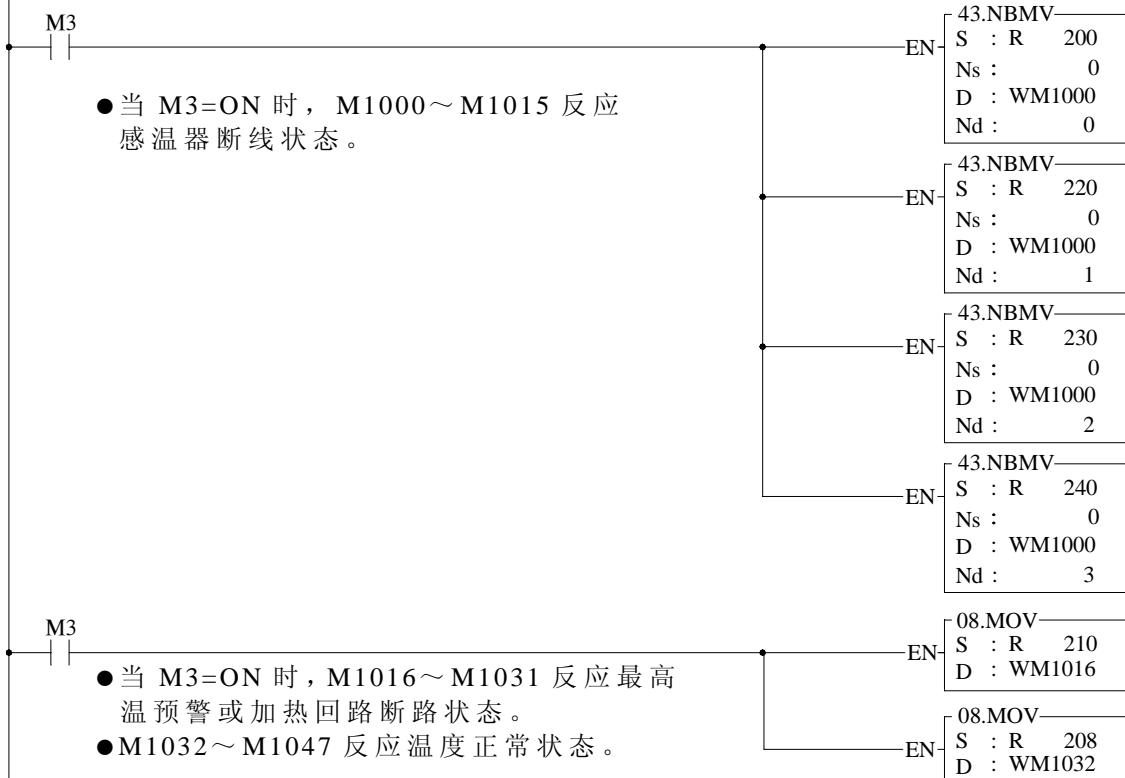 M3
EN
43.NBMV
S : R 200
Ns : 0
D : WM1000
Nd : 0
●当 M3=ON 时，M1000～M1015 反应
感温器断线状态。
EN
43.NBMV
S : R 220
Ns : 0
D : WM1000
Nd : 1
EN
43.NBMV
S : R 230
Ns : 0
D : WM1000
Nd : 2
EN
43.NBMV
S : R 240
Ns : 0
D : WM1000
Nd : 3
M3
EN
08.MOV
S : R 210
D : WM1016
●当 M3=ON 时，M1016～M1031 反应最高
温预警或加热回路断路状态。
●M1032～M1047 反应温度正常状态。
EN
08.MOV
S : R 208
D : WM1032